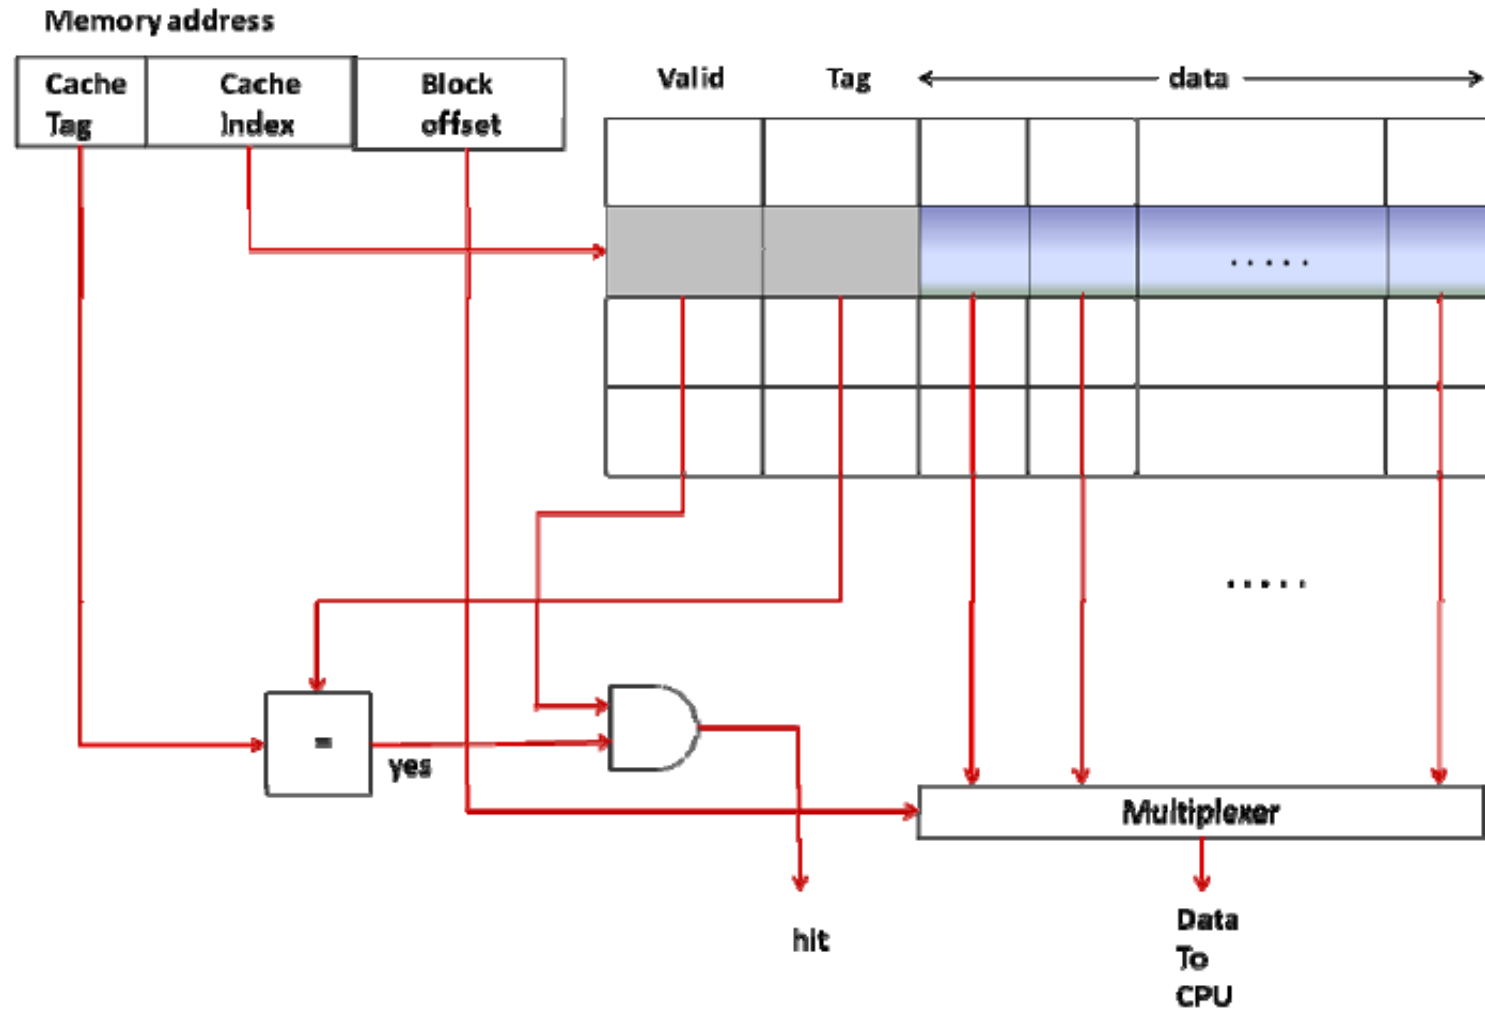 Memory address
Cache Tag
Cache Index
Block offset
Valid
Tag
data
.....
.....
=
yes
Multiplexer
hit
Data
To
CPU